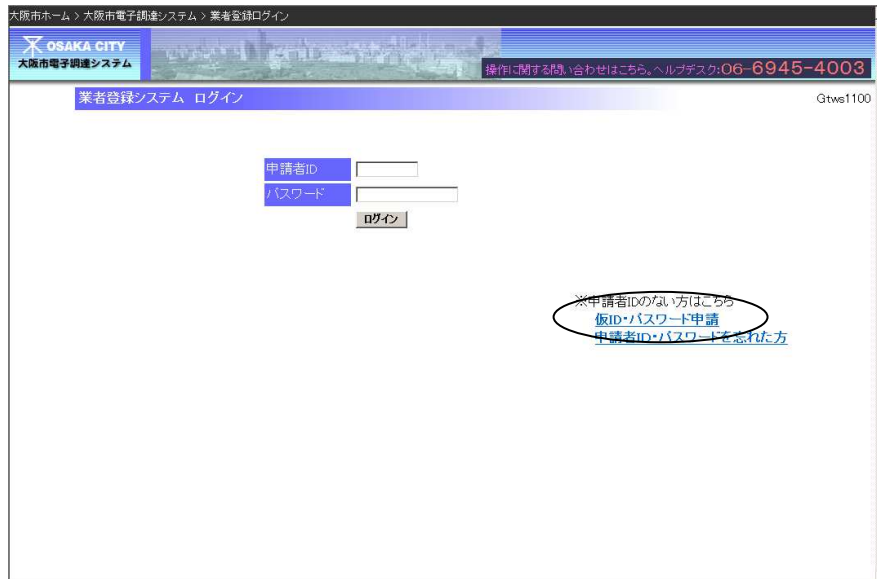 大阪市ホーム > 大阪市電子調達システム > 業者登録ログイン
OSAKA CITY
大阪市電子調達システム
操作に関する問い合わせはこちら。ヘルプデスク:06-6945-4003
業者登録システム ログイン
Gtws1100
申請者ID
パスワード
ログイン
※申請者IDのない方はこちら
仮ID・パスワード申請
申請者ID・パスワードを忘れた方